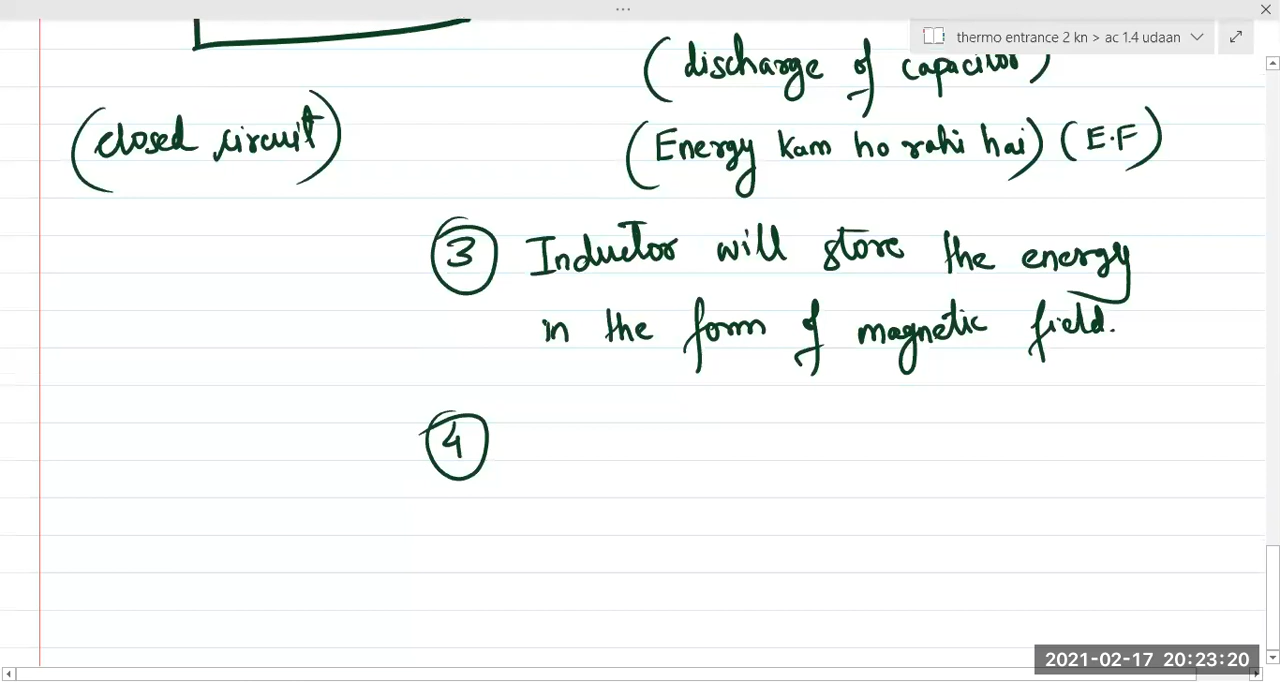 thermo entrance 2 kn > ac 1.4 udaan
(discharge of capacitor)
(closed circuit)
(Energy kam ho rahi hai) (E.F)
3 Inductor will store the energy
in the form of magnetic field.
4
2021-02-17 20:23:20